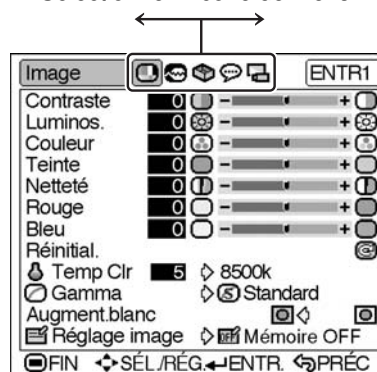 Image ENTR1
Contraste 0 - +
Luminos. 0 - +
Couleur 0 - +
Teinte 0 - +
Netteté 0 - +
Rouge 0 - +
Bleu 0 - +
Réinitial.
Temp Clr 5 8500k
Gamma S Standard
Augment.blanc
Réglage image OFF Mémoire OFF
FIN SÉL./RÉG. ENTR. PRÉC